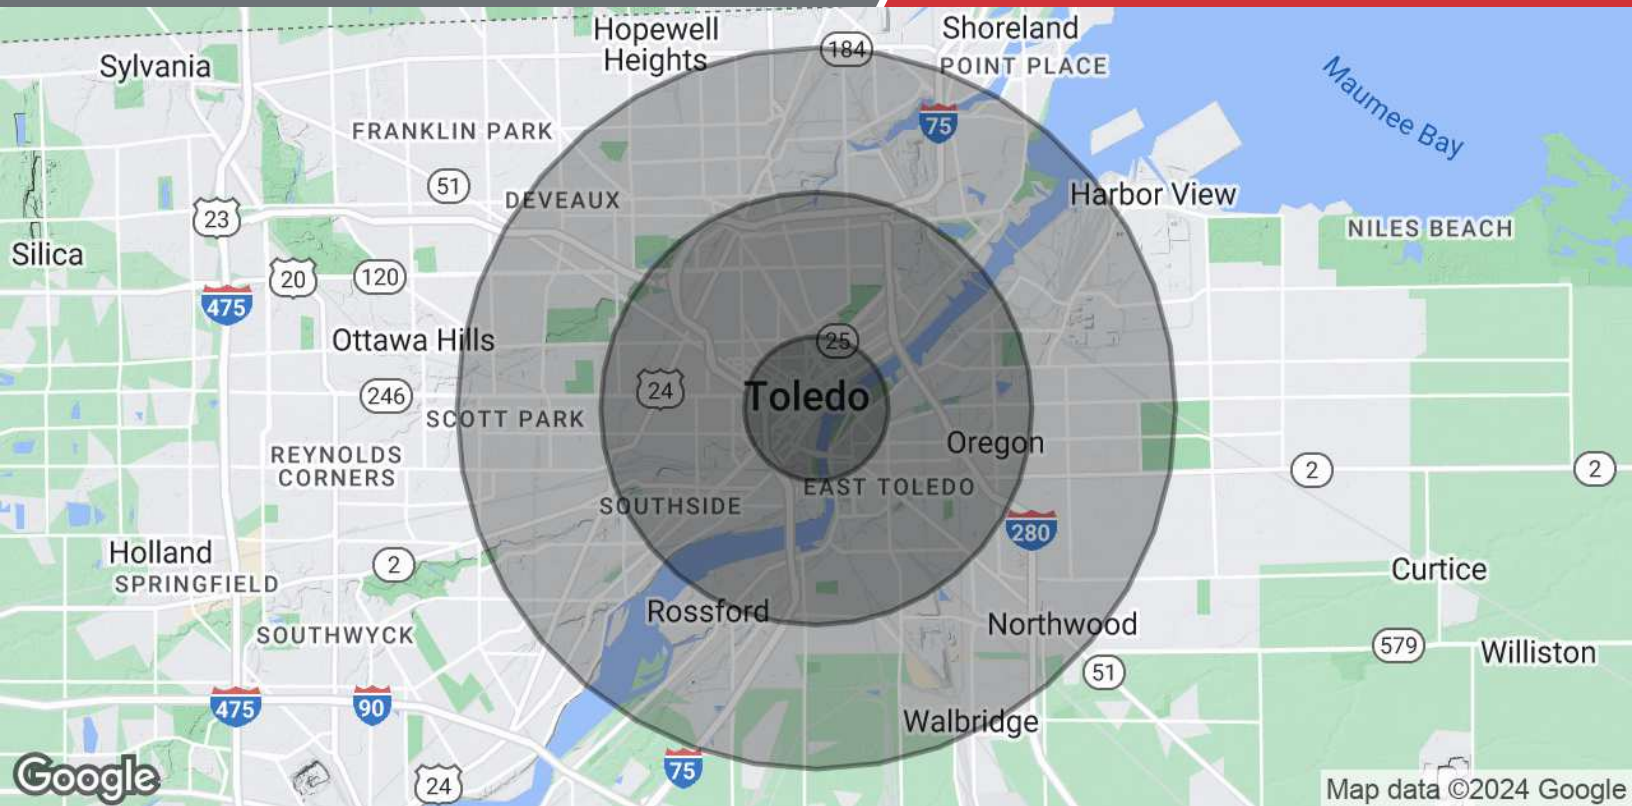 Hopewell
Heights
184
Shoreland
POINT PLACE
Sylvania
Maumee Bay
75
FRANKLIN PARK
51
DEVEAUX
Harbor View
23
NILES BEACH
Silica
20
120
475
Ottawa Hills
25
24
Toledo
246
SCOTT PARK
Oregon
REYNOLDS
CORNERS
2
2
EAST TOLEDO
SOUTHSIDE
280
Holland
2
SPRINGFIELD
Curtice
Rossford
Northwood
SOUTHWYCK
579
Williston
51
475
90
Walbridge
75
24
Google
Map data ©2024 Google